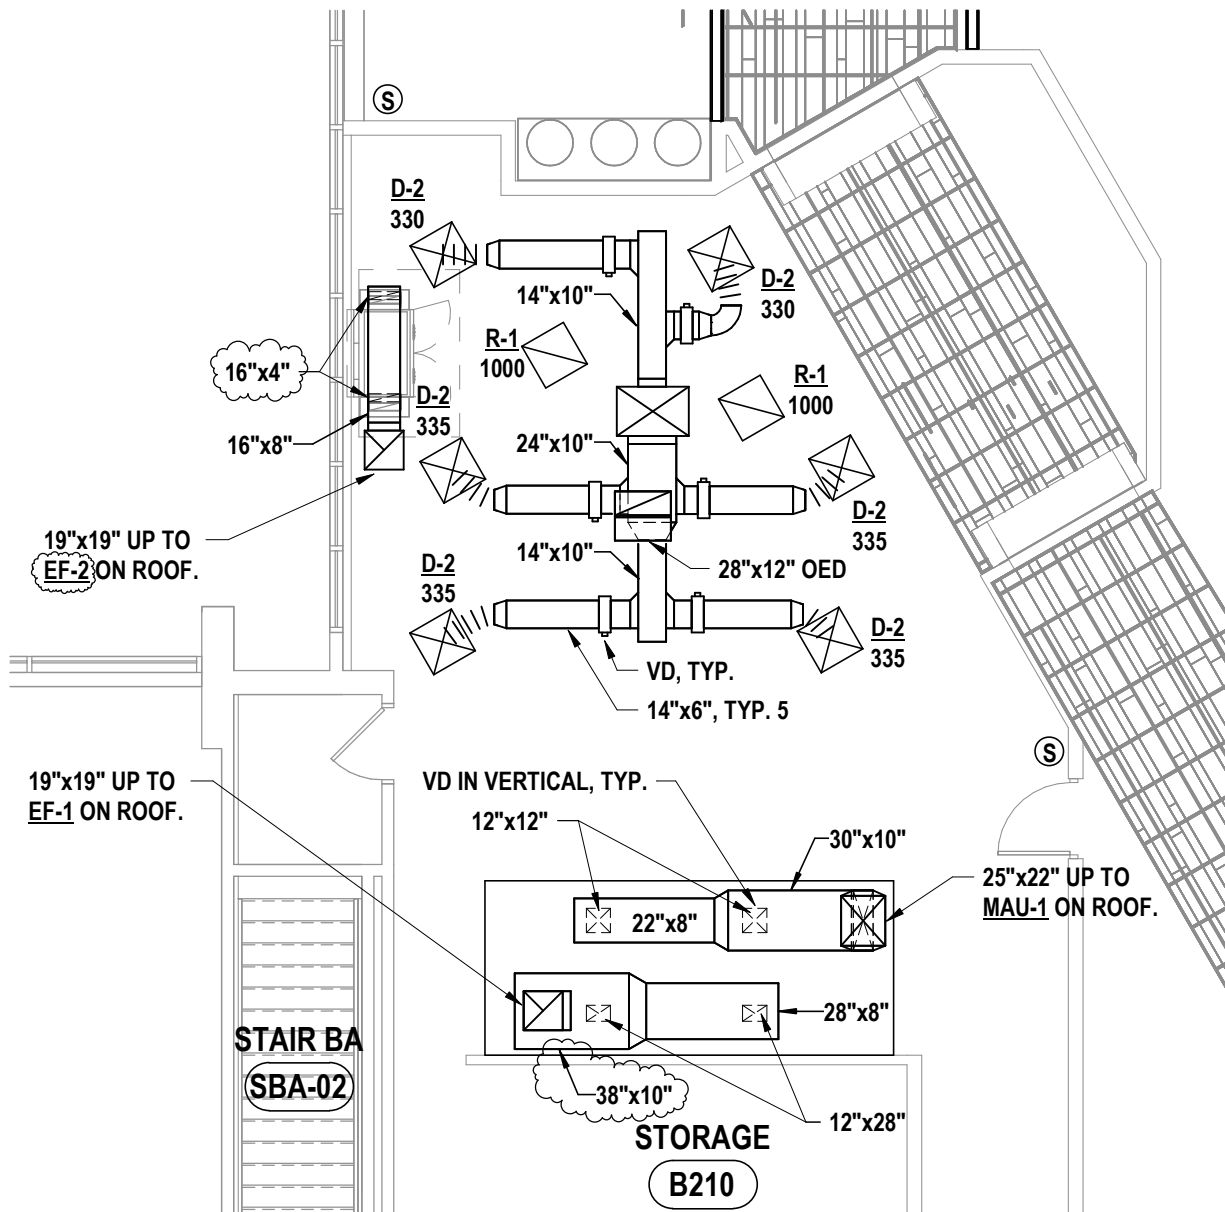 S
D-2
330
14"x10"
D-2
330
R-1
1000
R-1
1000
16"x4"
D-2
335
16"x8"
24"x10"
D-2
335
19"x19" UP TO
EF-2 ON ROOF.
14"x10"
28"x12" OED
D-2
335
D-2
335
VD, TYP.
14"x6", TYP. 5
S
19"x19" UP TO
EF-1 ON ROOF.
VD IN VERTICAL, TYP.
12"x12"
30"x10"
25"x22" UP TO
MAU-1 ON ROOF.
22"x8"
28"x8"
STAIR BA
SBA-02
38"x10"
12"x28"
STORAGE
B210